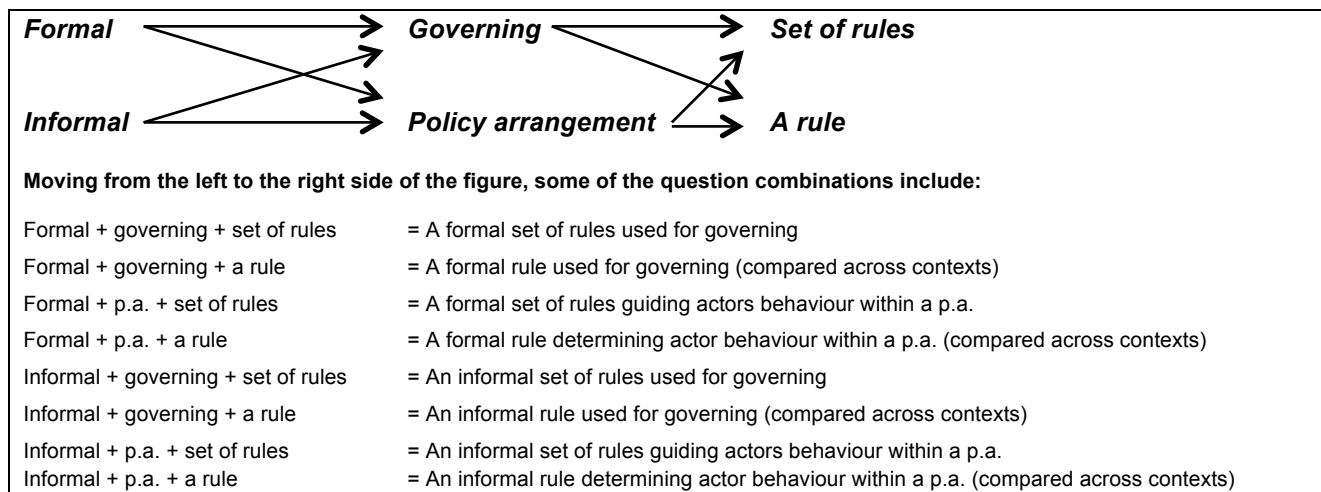 Formal Governing Set of rules
Informal Policy arrangement A rule
Moving from the left to the right side of the figure, some of the question combinations include:
Formal + governing + set of rules = A formal set of rules used for governing
Formal + governing + a rule = A formal rule used for governing (compared across contexts)
Formal + p.a. + set of rules = A formal set of rules guiding actors behaviour within a p.a.
Formal + p.a. + a rule = A formal rule determining actor behaviour within a p.a. (compared across contexts)
Informal + governing + set of rules = An informal set of rules used for governing
Informal + governing + a rule = An informal rule used for governing (compared across contexts)
Informal + p.a. + set of rules = An informal set of rules guiding actors behaviour within a p.a.
Informal + p.a. + a rule = An informal rule determining actor behaviour within a p.a. (compared across contexts)